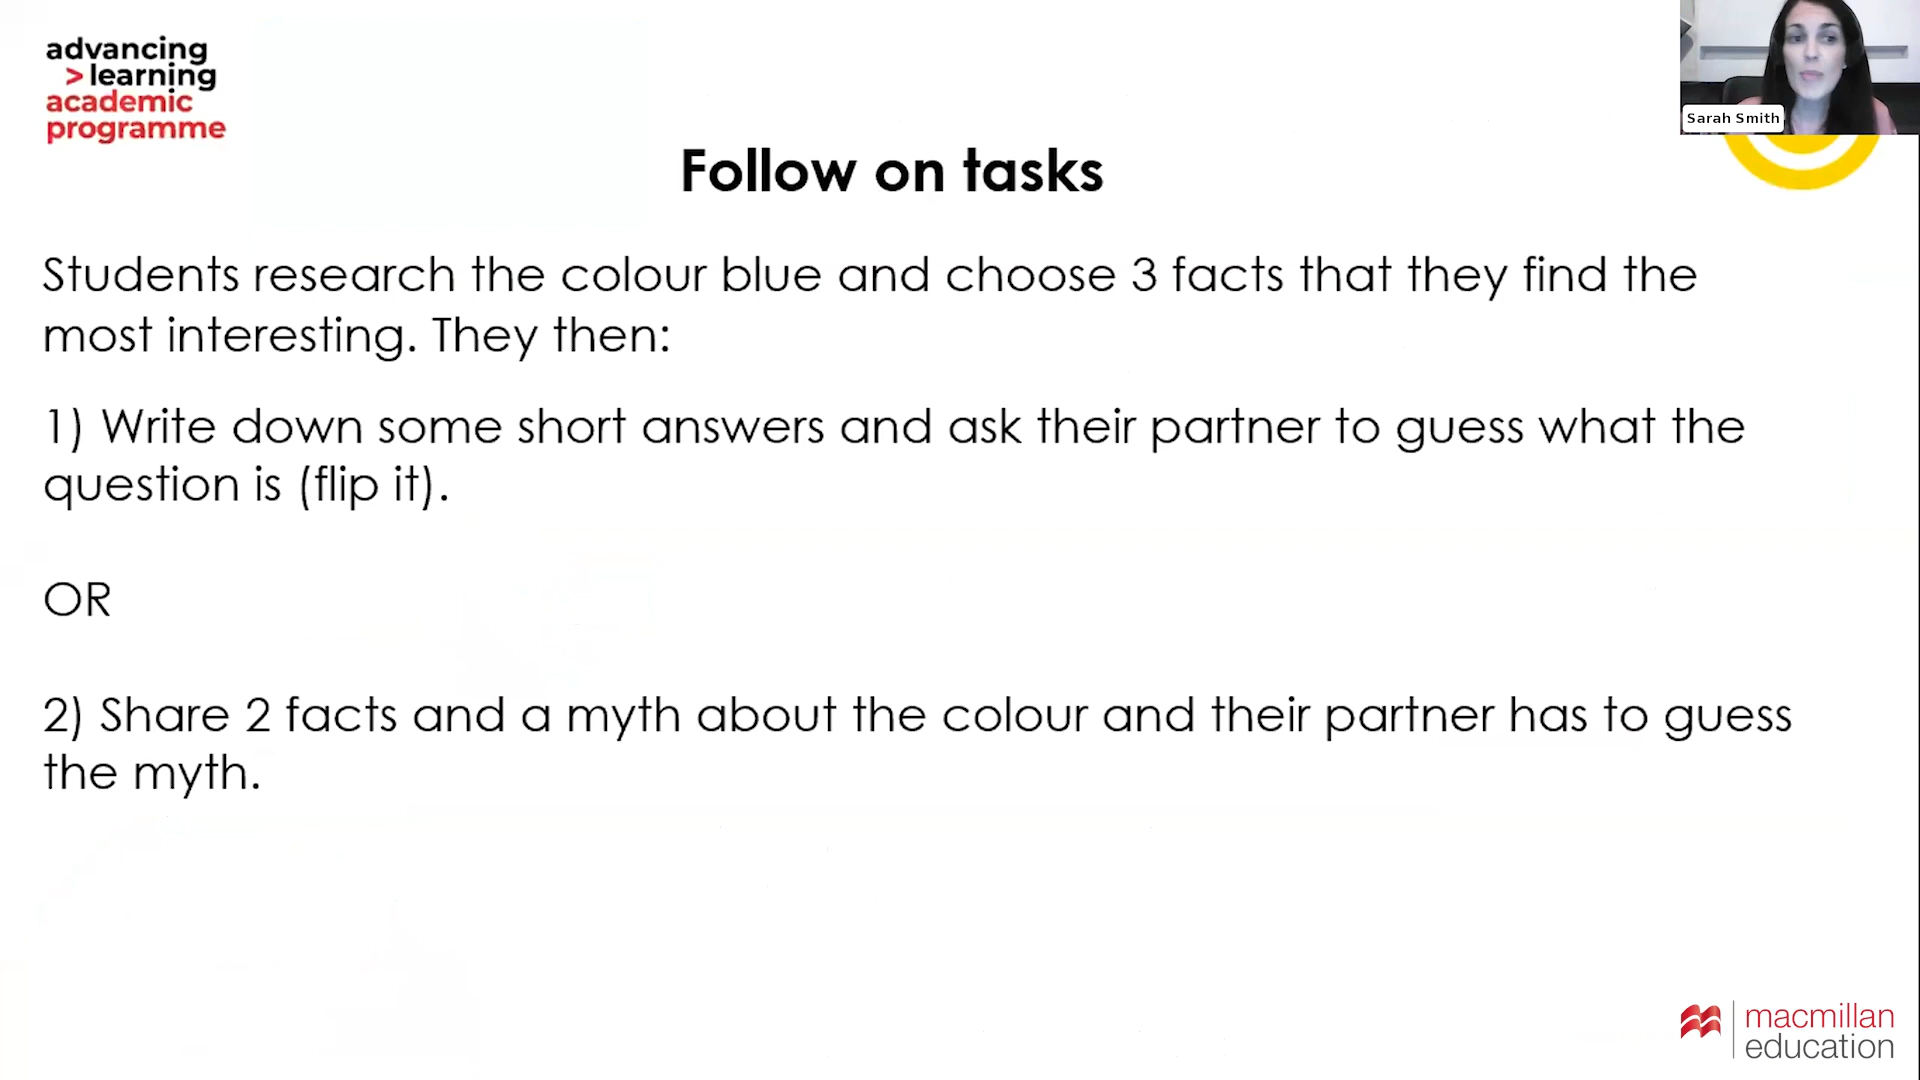 advancing
>learning
academic
programme
Sarah Smith
Follow on tasks
Students research the colour blue and choose 3 facts that they find the
most interesting. They then:
1) Write down some short answers and ask their partner to guess what the
question is (flip it).
OR
2) Share 2 facts and a myth about the colour and their partner has to guess
the myth.
macmillan
education